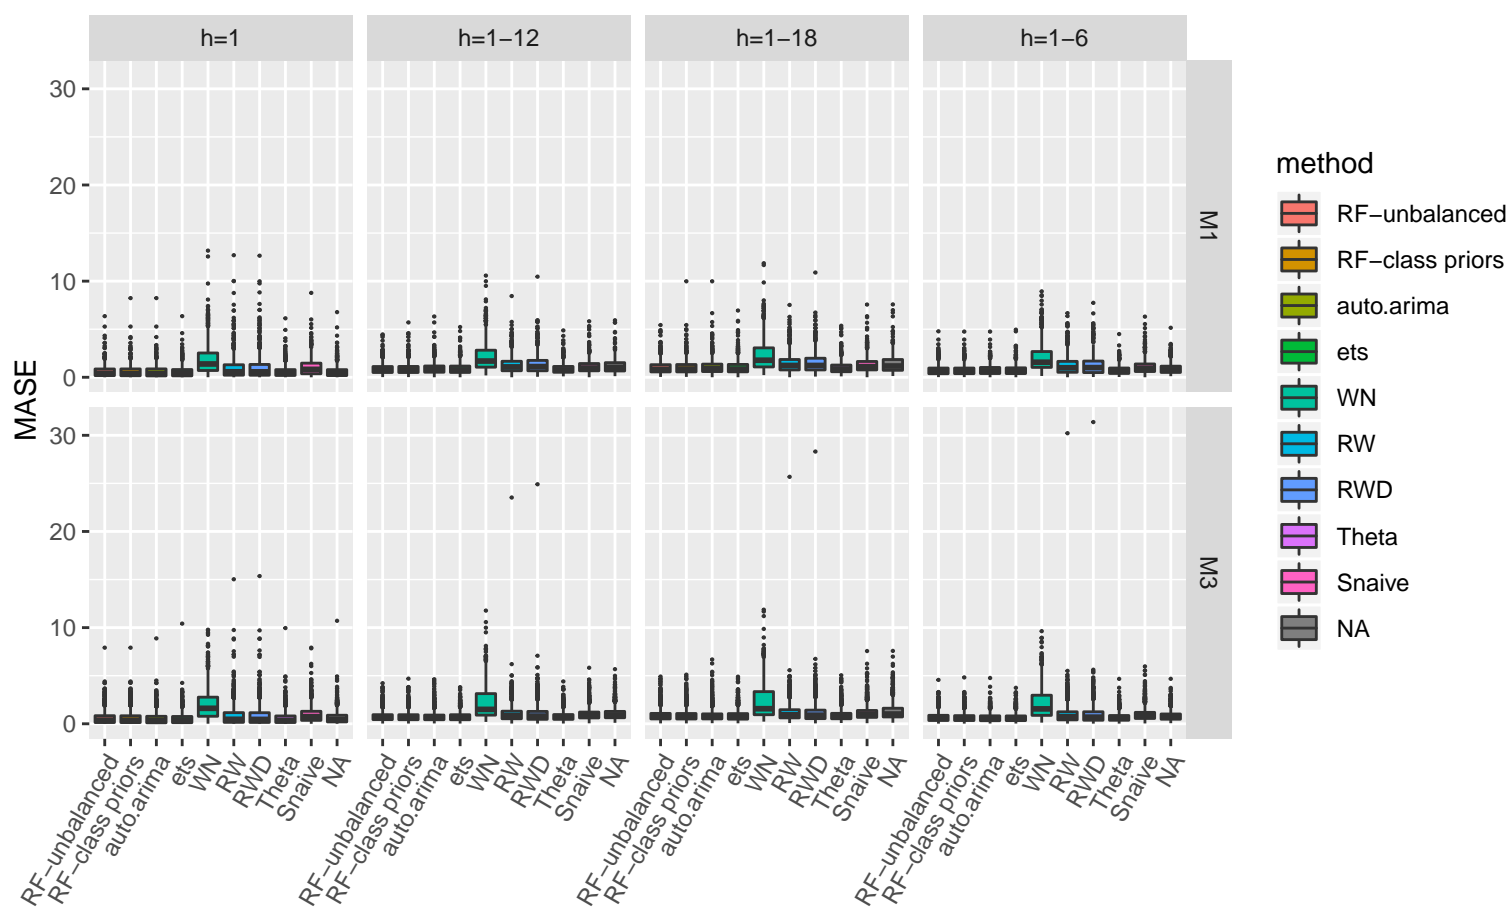 h=1 h=1−12 h=1−18 h=1−6
MASE
30
20
10
0
M1
30
20
10
0
M3
RF−unbalanced RF−class priors auto.arima ets WN RW RWD Theta Snaive NA
RF−unbalanced RF−class priors auto.arima ets WN RW RWD Theta Snaive NA
RF−unbalanced RF−class priors auto.arima ets WN RW RWD Theta Snaive NA
RF−unbalanced RF−class priors auto.arima ets WN RW RWD Theta Snaive NA
method
RF−unbalanced
RF−class priors
auto.arima
ets
WN
RW
RWD
Theta
Snaive
NA